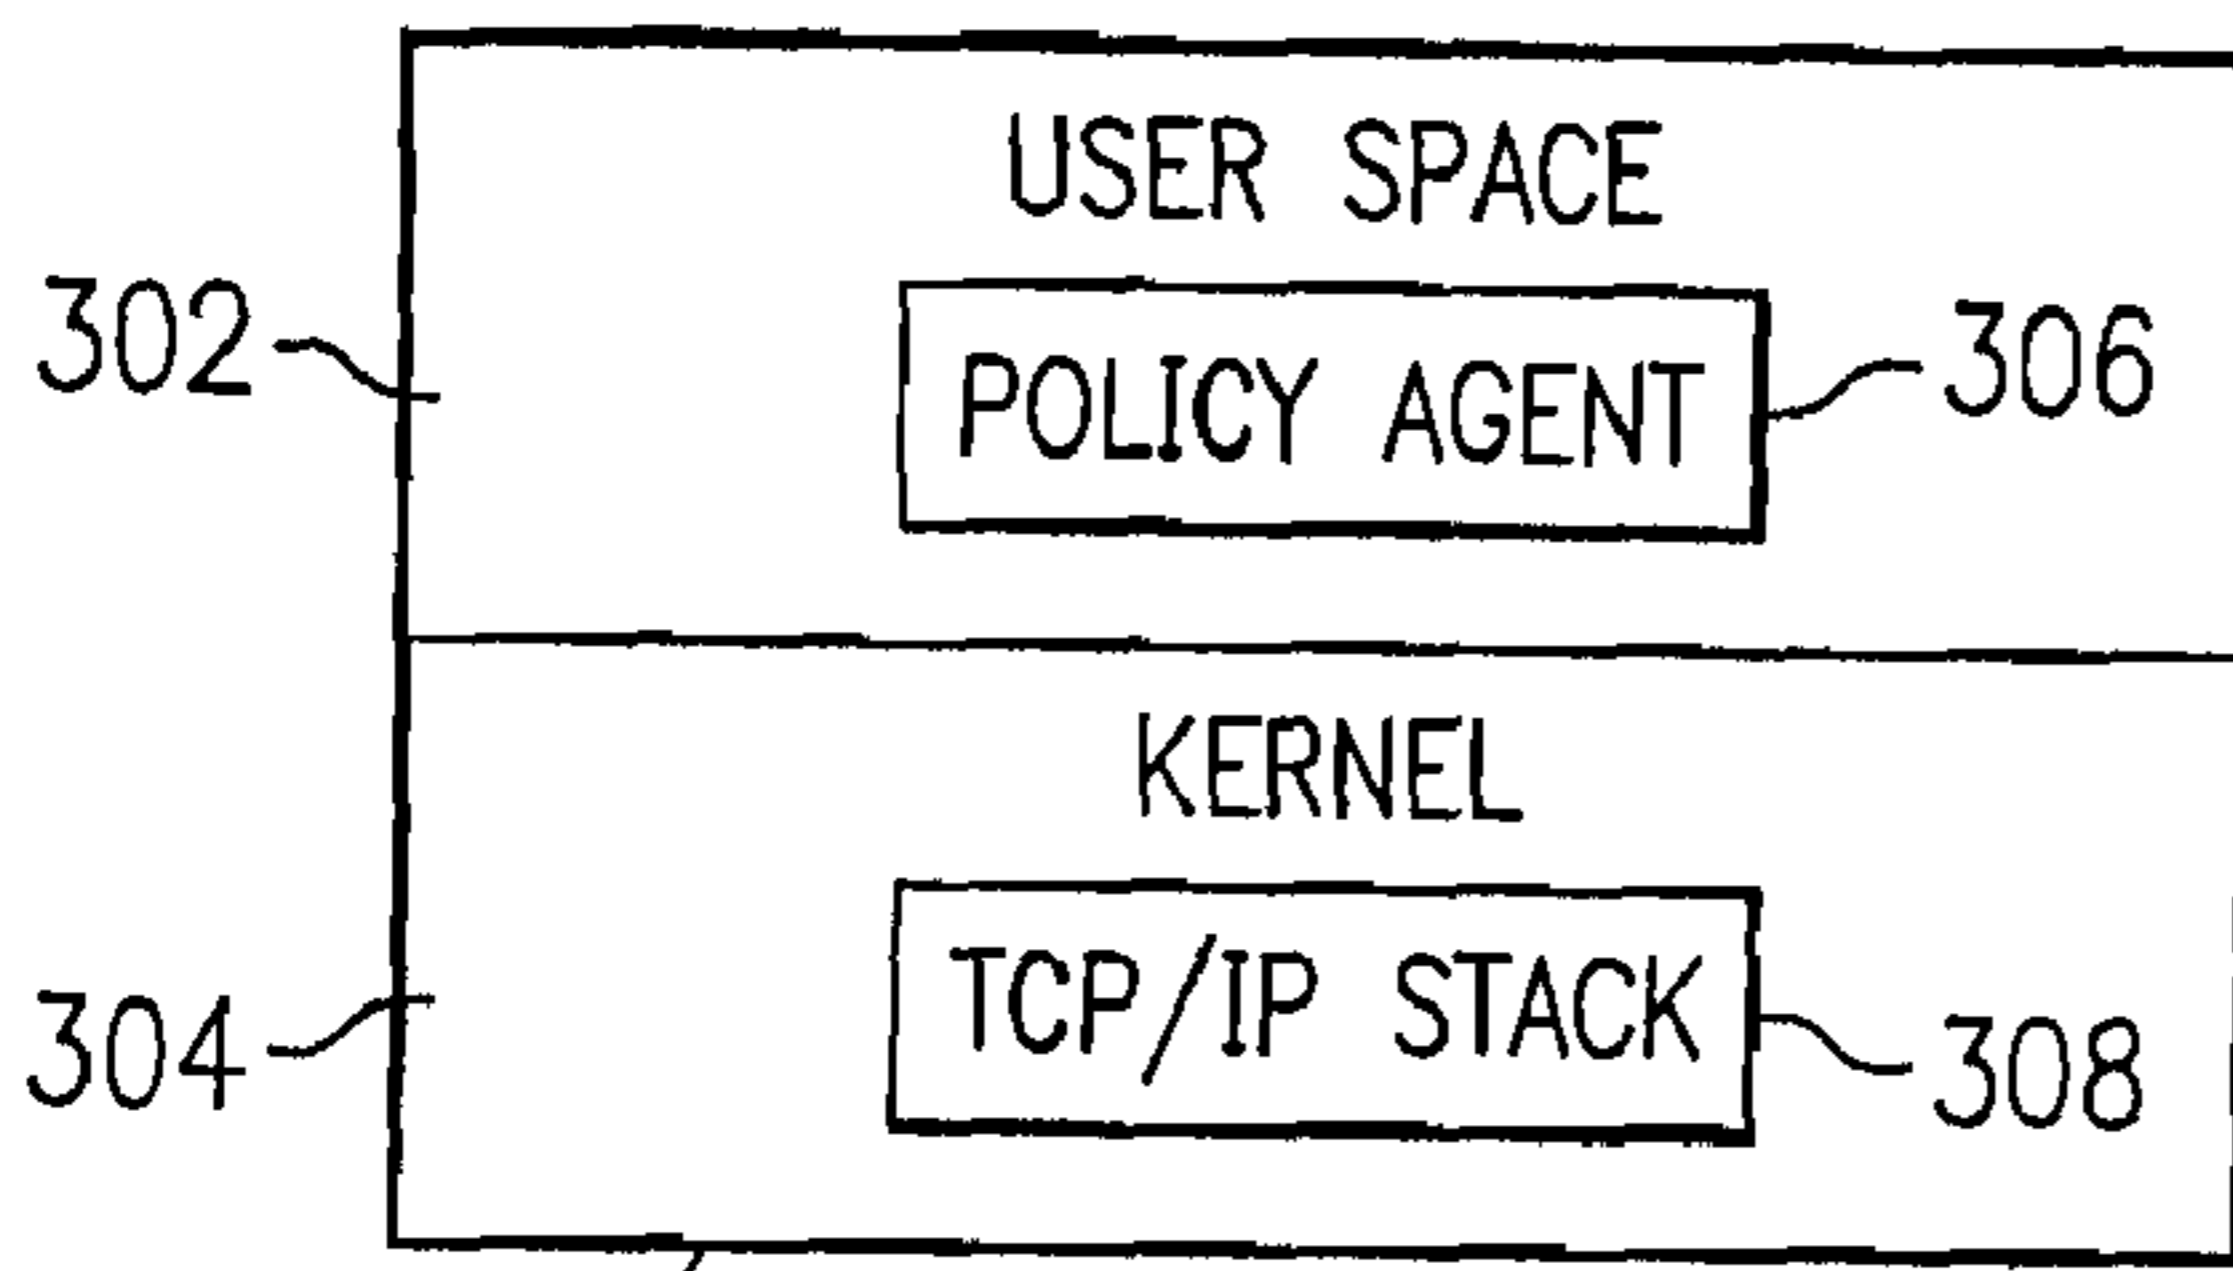 USER SPACE
302
POLICY AGENT
306
KERNEL
304
TCP/IP STACK
308